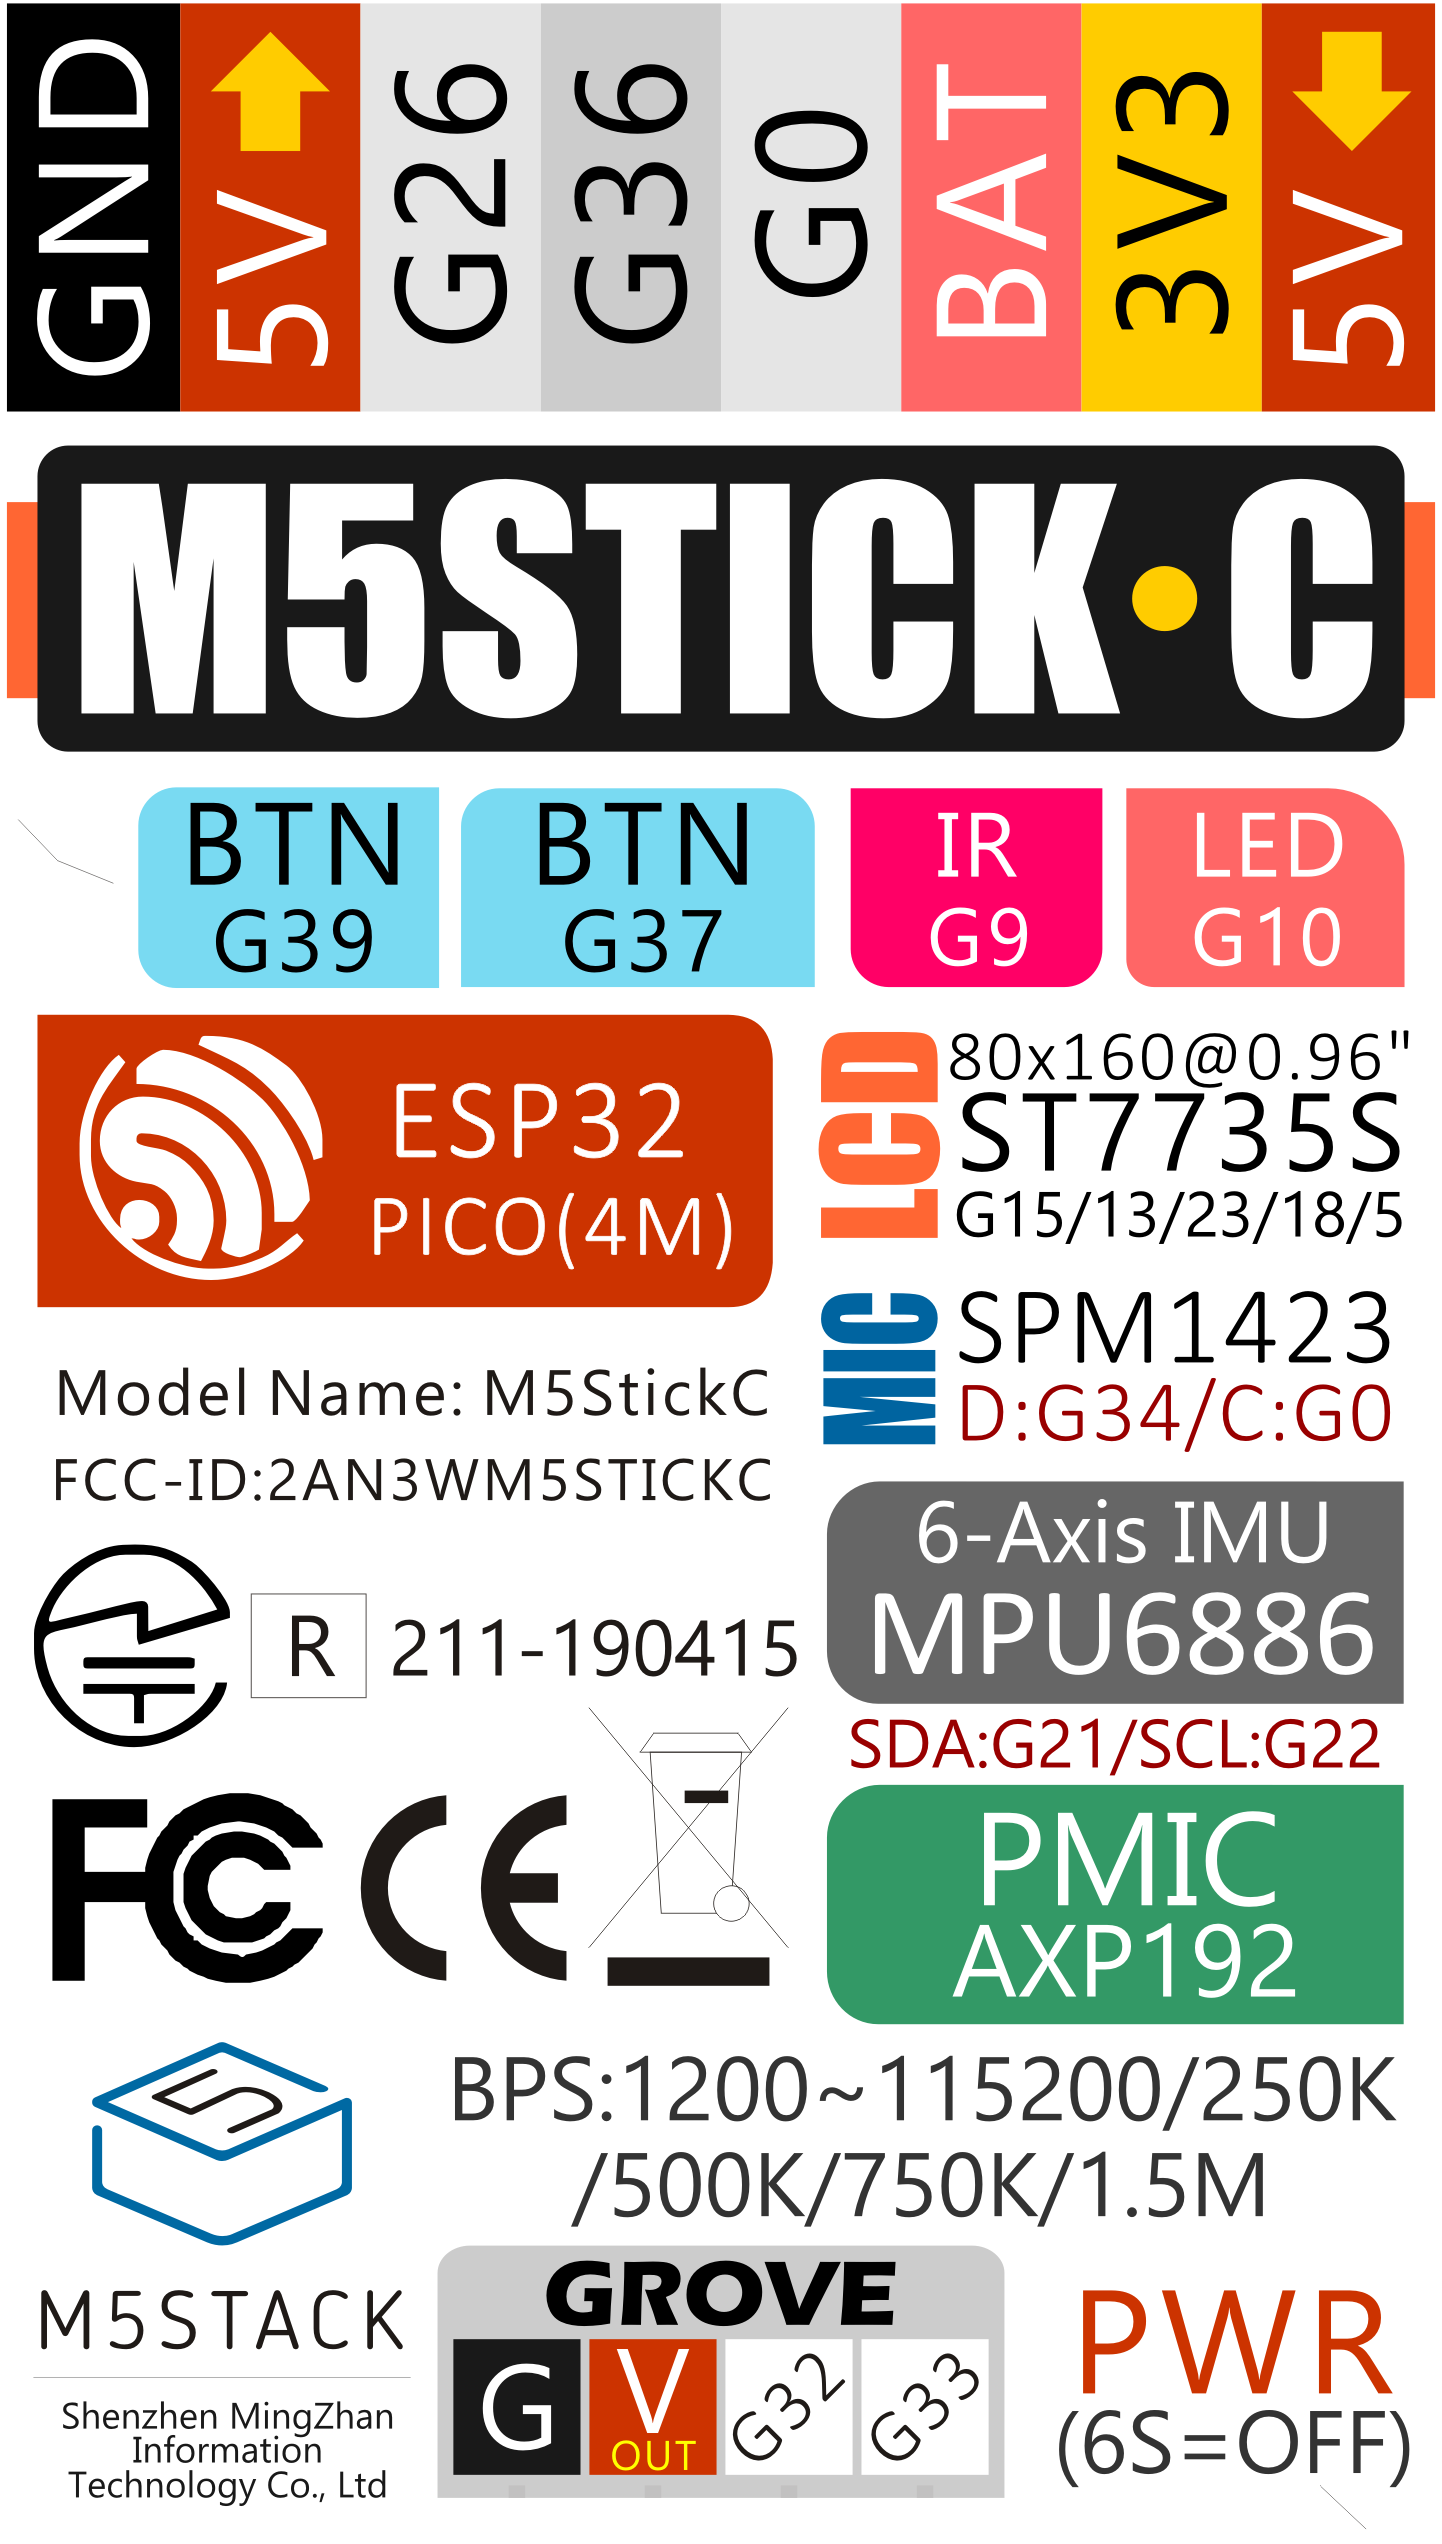 GND
5V
G26
G36
G0
BAT
3V3
5V
M5STICK·C
BTN
G39
BTN
G37
IR
G9
LED
G10
ESP32
PICO(4M)
LCD
80x160@0.96"
ST7735S
G15/13/23/18/5
MIC
SPM1423
D:G34/C:G0
Model Name: M5StickC
FCC-ID:2AN3WM5STICKC
R 211-190415
6-Axis IMU
MPU6886
SDA:G21/SCL:G22
FCC CE
PMIC
AXP192
BPS:1200~115200/250K
/500K/750K/1.5M
5
M5STACK
Shenzhen MingZhan
Information
Technology Co., Ltd
GROVE
G
V
OUT
G32
G33
PWR
(6S=OFF)